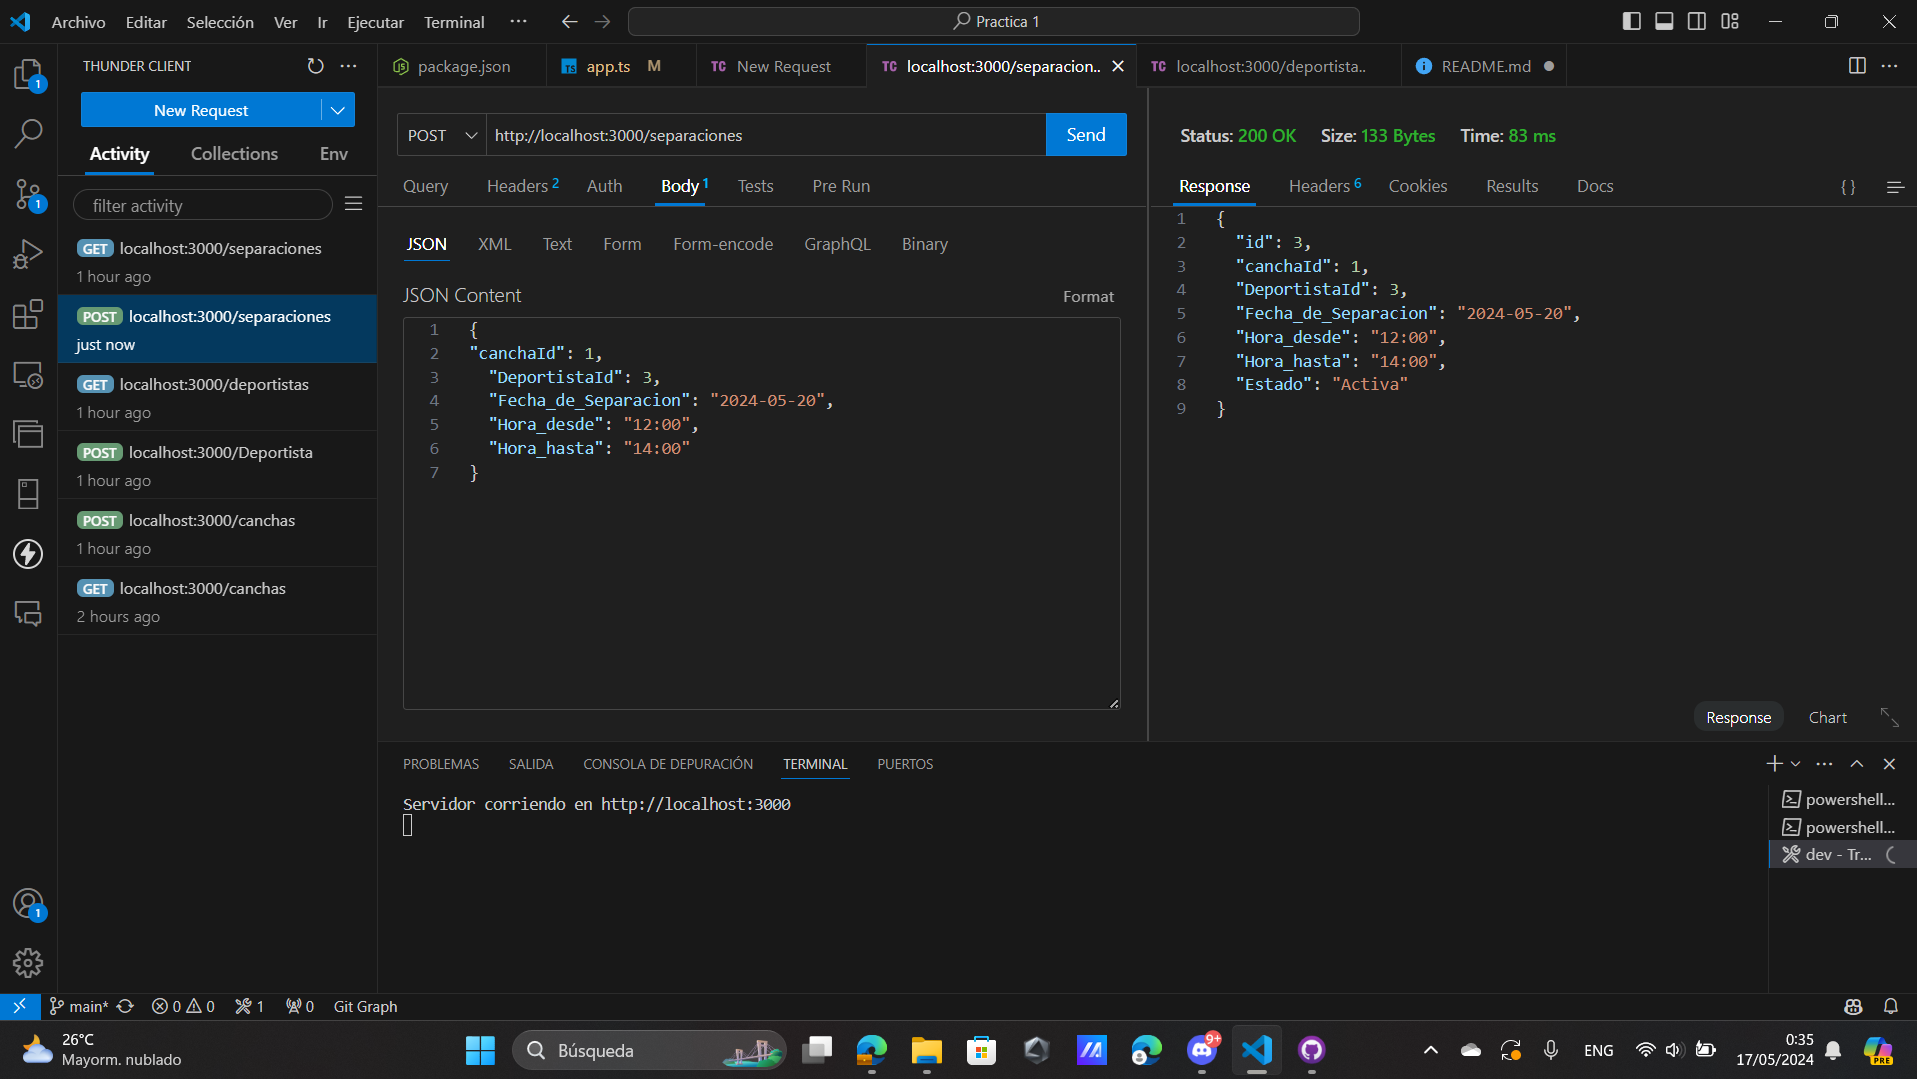 Archivo Editar Selección Ver Ir Ejecutar Terminal ··· Practica 1
THUNDER CLIENT
New Request
Activity Collections Env
filter activity
GET localhost:3000/separaciones
1 hour ago
POST localhost:3000/separaciones
just now
GET localhost:3000/deportistas
1 hour ago
POST localhost:3000/Deportista
1 hour ago
POST localhost:3000/canchas
1 hour ago
GET localhost:3000/canchas
2 hours ago
package.json
TS app.ts M
TC New Request
TC localhost:3000/separacion..
TC localhost:3000/deportista..
README.md
POST http://localhost:3000/separaciones Send
Query Headers 2 Auth Body 1 Tests Pre Run
JSON XML Text Form Form-encode GraphQL Binary
JSON Content Format
1 {
2 "canchaId": 1,
3 "DeportistaId": 3,
4 "Fecha_de_Separacion": "2024-05-20",
5 "Hora_desde": "12:00",
6 "Hora_hasta": "14:00"
7 }
Status: 200 OK Size: 133 Bytes Time: 83 ms
Response Headers 6 Cookies Results Docs { }
1 {
2 "id": 3,
3 "canchaId": 1,
4 "DeportistaId": 3,
5 "Fecha_de_Separacion": "2024-05-20",
6 "Hora_desde": "12:00",
7 "Hora_hasta": "14:00",
8 "Estado": "Activa"
9 }
Response Chart
PROBLEMAS SALIDA CONSOLA DE DEPURACIÓN TERMINAL PUERTOS
Servidor corriendo en http://localhost:3000
powershell...
powershell...
dev - Tr...
1
1
1
main* 0 0 1 0 Git Graph
26°C
Mayorm. nublado
Búsqueda
9+
ENG
0:35
17/05/2024
PRE